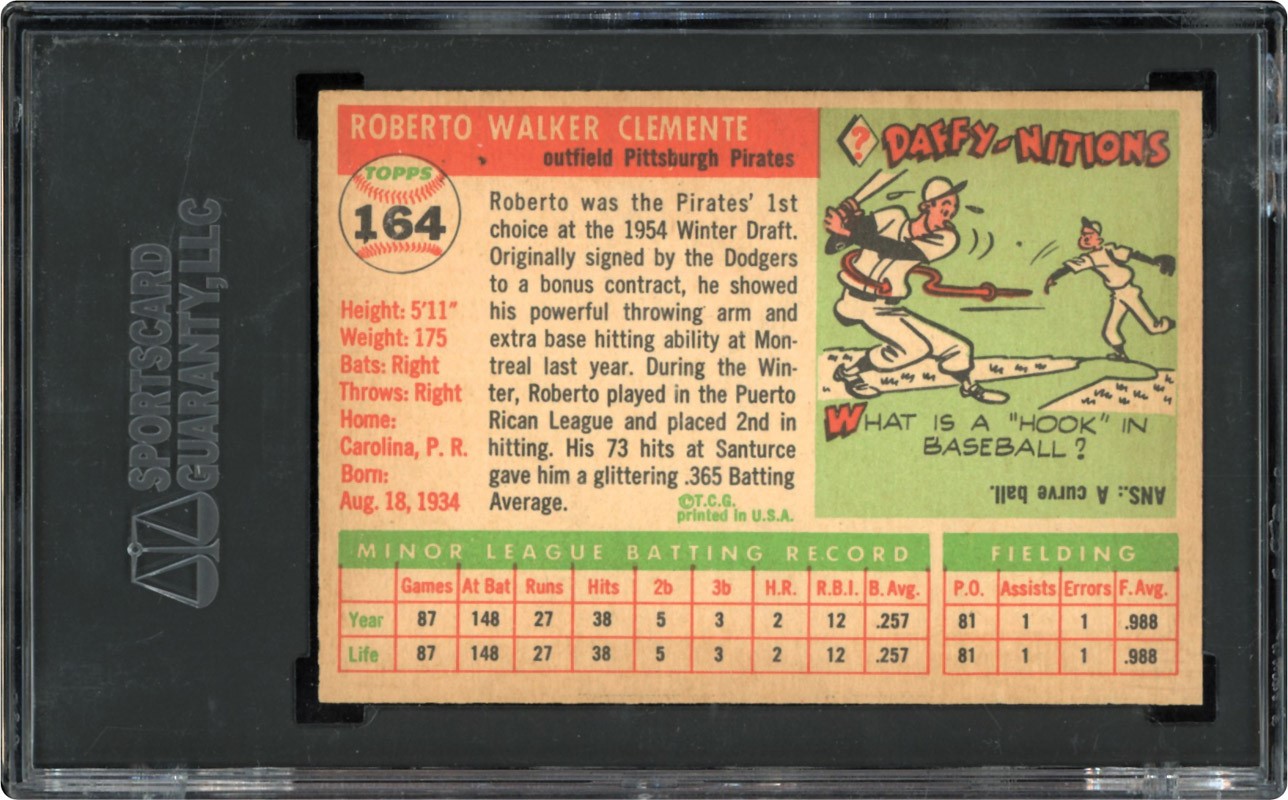 SPORTSCARD
GUARANTY, LLC
ROBERTO WALKER CLEMENTE
outfield Pittsburgh Pirates
TOPPS
164
Height: 5'11"
Weight: 175
Bats: Right
Throws: Right
Home:
Carolina, P. R.
Born:
Aug. 18, 1934
Roberto was the Pirates' 1st
choice at the 1954 Winter Draft.
Originally signed by the Dodgers
to a bonus contract, he showed
his powerful throwing arm and
extra base hitting ability at Mon-
treal last year. During the Win-
ter, Roberto played in the Puerto
Rican League and placed 2nd in
hitting. His 73 hits at Santurce
gave him a glittering .365 Batting
Average.
©T.C.G.
printed in U.S.A.
? DAFFY-NITIONS
WHAT IS A "HOOK" IN
BASEBALL?
ANS.: A curve ball.
MINOR LEAGUE BATTING RECORD
Games At Bat Runs Hits 2b 3b H.R. R.B.I. B. Avg.
Year 87 148 27 38 5 3 2 12 .257
Life 87 148 27 38 5 3 2 12 .257
FIELDING
P.O. Assists Errors F. Avg.
81 1 1 .988
81 1 1 .988